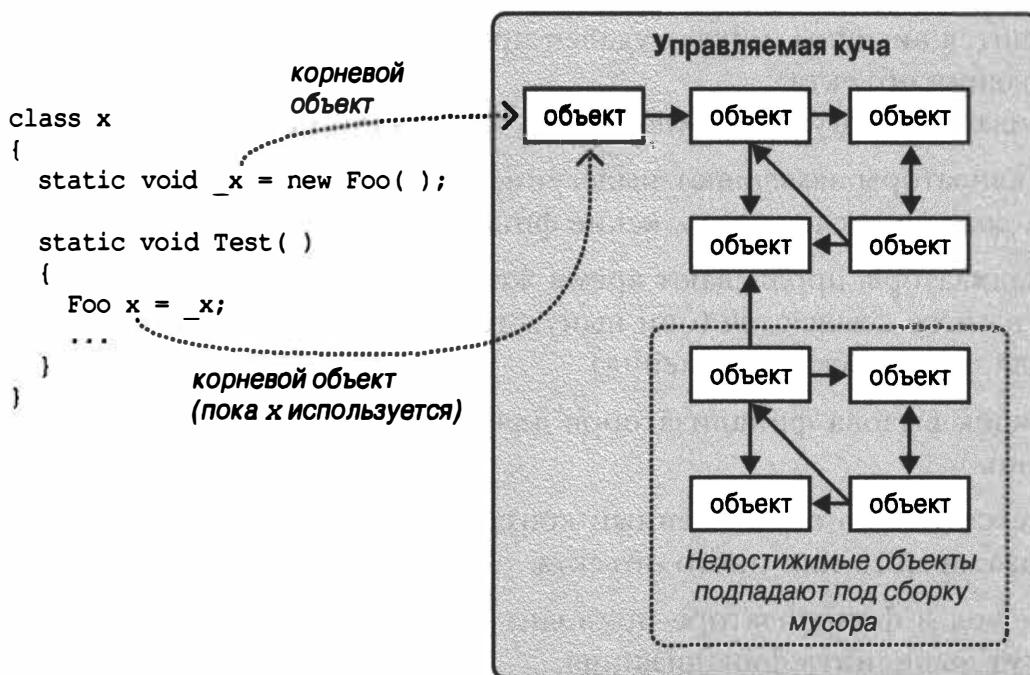 class x
{
static void _x = new Foo( );
static void Test( )
{
Foo x = _x;
...
}
}
корневой
объект
корневой объект
(пока x используется)
Управляемая куча
объект
объект
объект
объект
объект
объект
объект
объект
объект
Недостижимые объекты
подпадают под сборку
мусора